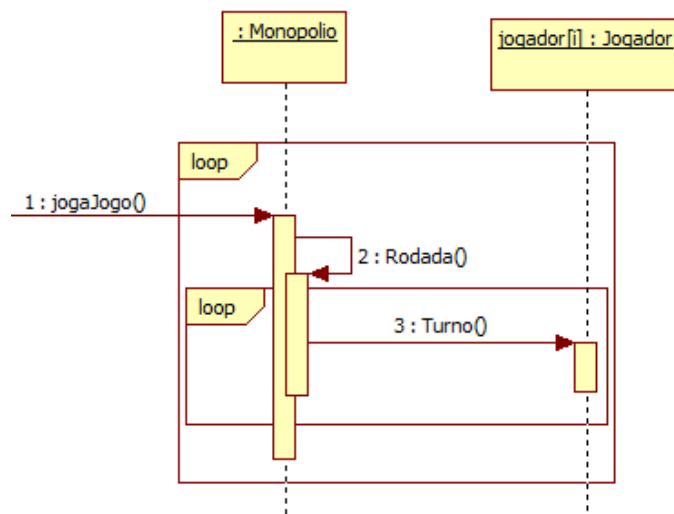 : Monopolio
jogador[i] : Jogador
loop
1 : jogaJogo()
2 : Rodada()
loop
3 : Turno()